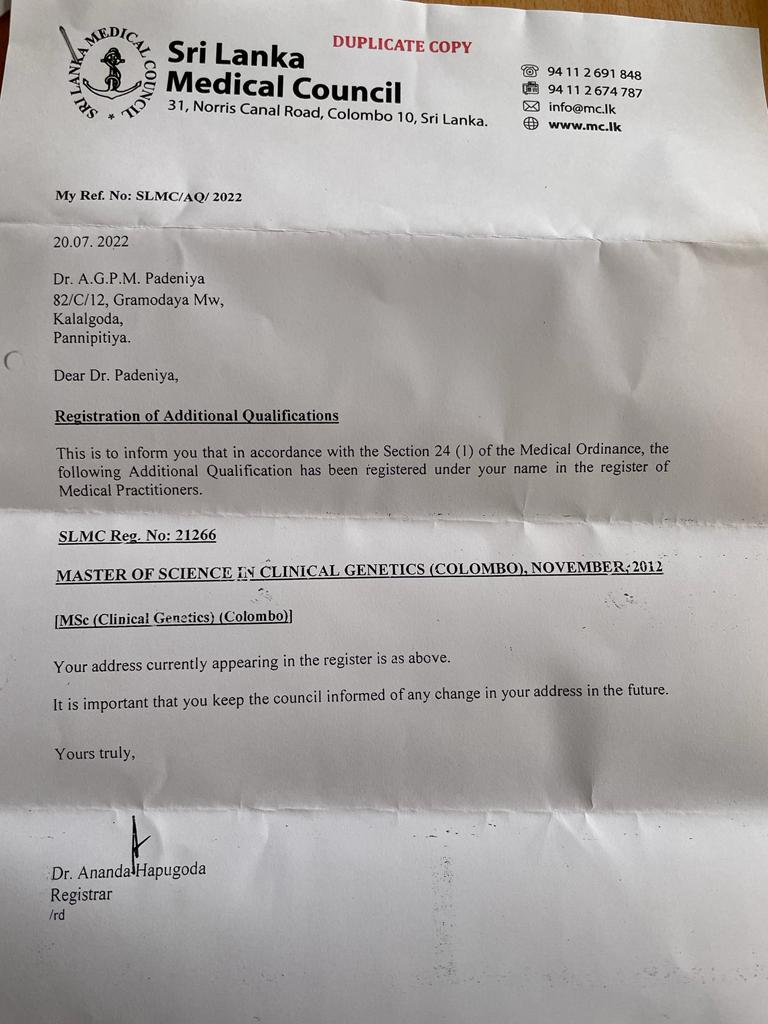 SRI LANKA MEDICAL COUNCIL
DUPLICATE COPY
Sri Lanka
Medical Council
31, Norris Canal Road, Colombo 10, Sri Lanka.
94 11 2 691 848
94 11 2 674 787
info@mc.lk
www.mc.lk
My Ref. No: SLMC/AQ/ 2022
20.07. 2022
Dr. A.G.P.M. Padeniya
82/C/12, Gramodaya Mw,
Kalalgoda,
Pannipitiya.
Dear Dr. Padeniya,
Registration of Additional Qualifications
This is to inform you that in accordance with the Section 24 (1) of the Medical Ordinance, the
following Additional Qualification has been registered under your name in the register of
Medical Practitioners.
SLMC Reg. No: 21266
MASTER OF SCIENCE IN CLINICAL GENETICS (COLOMBO), NOVEMBER, 2012
[MSc (Clinical Genetics) (Colombo)]
Your address currently appearing in the register is as above.
It is important that you keep the council informed of any change in your address in the future.
Yours truly,
Dr. Ananda Hapugoda
Registrar
/rd